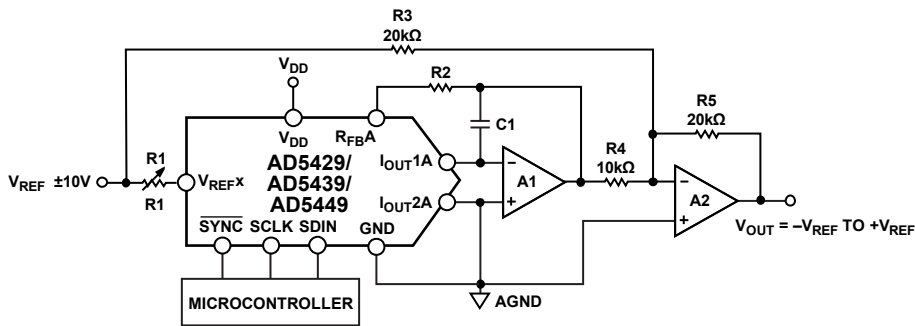 R3
20kΩ
VDD
R2
VDD
RFBA
C1
R5
20kΩ
R1
AD5429/
AD5439/
AD5449
IOUT1A
R4
10kΩ
VREF ±10V
VREFx
A1
A2
R1
IOUT2A
SYNC SCLK SDIN GND
VOUT = –VREF TO +VREF
AGND
MICROCONTROLLER